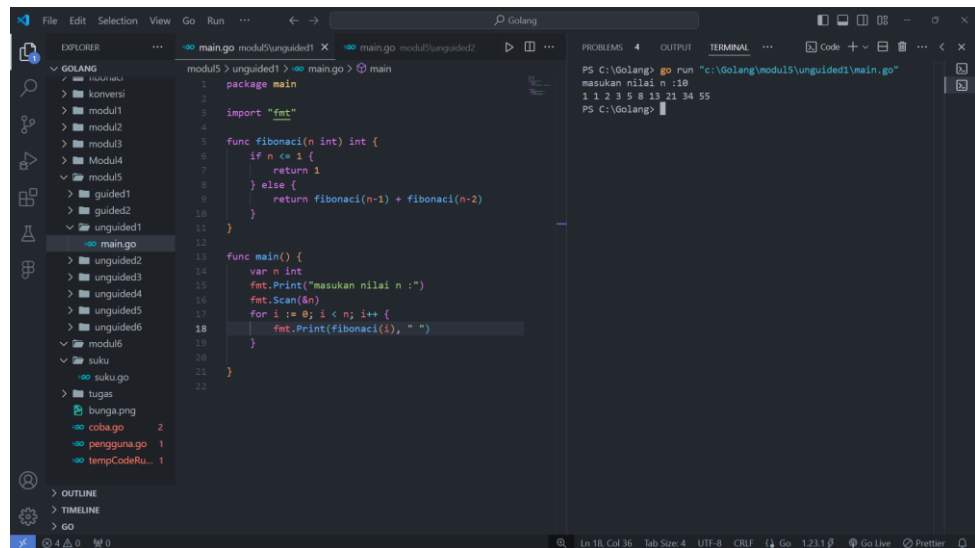 File Edit Selection View Go Run ... Golang
EXPLORER ...
GOLANG
fibonaci
konversi
modul1
modul2
modul3
Modul4
modul5
guided1
guided2
unguided1
main.go
unguided2
unguided3
unguided4
unguided5
unguided6
modul6
suku
suku.go
tugas
bunga.png
coba.go 2
pengguna.go 1
tempCodeRu... 1
OUTLINE
TIMELINE
GO
main.go modul5\unguided1 main.go modul5\unguided2
modul5 > unguided1 > main.go > main
1 package main
2
3 import "fmt"
4
5 func fibonaci(n int) int {
6 if n <= 1 {
7 return 1
8 } else {
9 return fibonaci(n-1) + fibonaci(n-2)
10 }
11 }
12
13 func main() {
14 var n int
15 fmt.Print("masukan nilai n :")
16 fmt.Scan(&n)
17 for i := 0; i < n; i++ {
18 fmt.Print(fibonaci(i), " ")
19 }
20
21 }
22
PROBLEMS 4 OUTPUT TERMINAL ... Code
PS C:\Golang> go run "c:\Golang\modul5\unguided1\main.go"
masukan nilai n :10
1 1 2 3 5 8 13 21 34 55
PS C:\Golang>
4 0 0 Ln 18, Col 36 Tab Size: 4 UTF-8 CRLF Go 1.23.1 Go Live Prettier